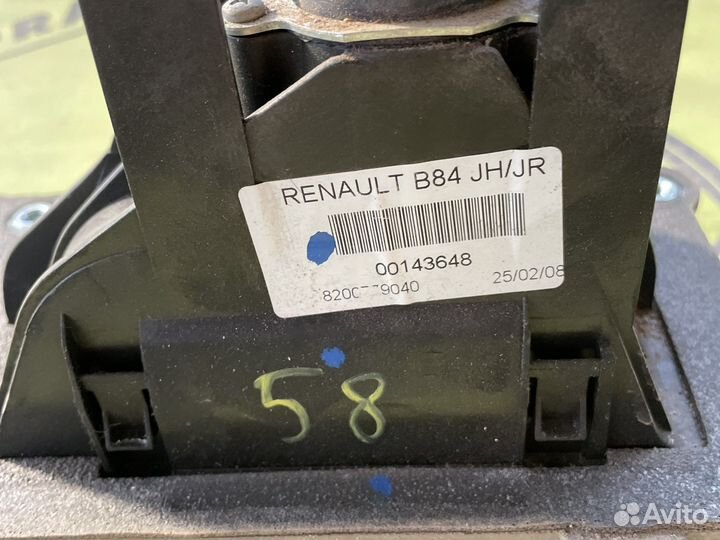 RENAULT B84 JH/JR
00143648
25/02/08
58
Avito